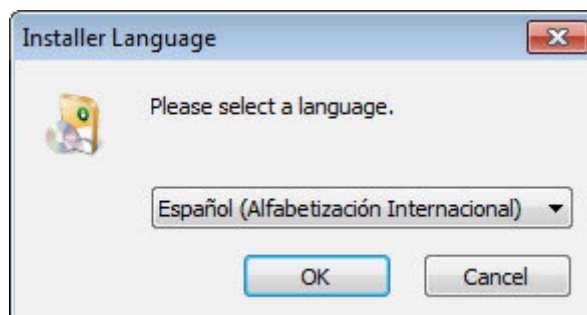 Installer Language
Please select a language.
Español (Alfabetización Internacional)
OK
Cancel